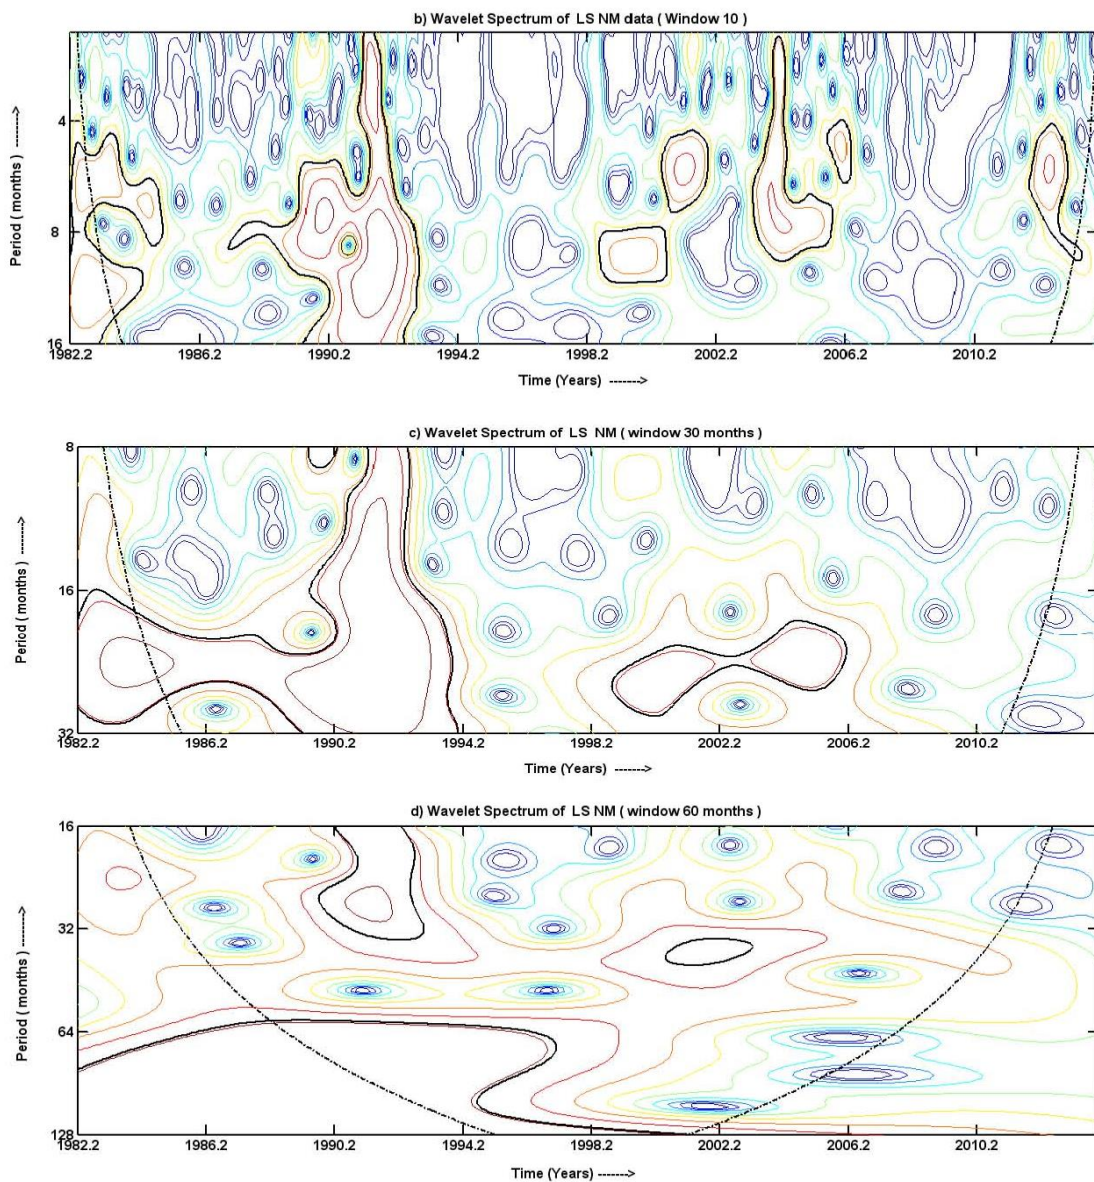 b) Wavelet Spectrum of LS NM data ( Window 10 )
Period ( months ) ------>
4
8
16
1982.2 1986.2 1990.2 1994.2 1998.2 2002.2 2006.2 2010.2
Time (Years) ------->
c) Wavelet Spectrum of LS NM ( window 30 months )
Period ( months ) ------>
8
16
32
1982.2 1986.2 1990.2 1994.2 1998.2 2002.2 2006.2 2010.2
Time (Years) ------->
d) Wavelet Spectrum of LS NM ( window 60 months )
Period ( months ) ------>
16
32
64
128
1982.2 1986.2 1990.2 1994.2 1998.2 2002.2 2006.2 2010.2
Time (Years) ------->